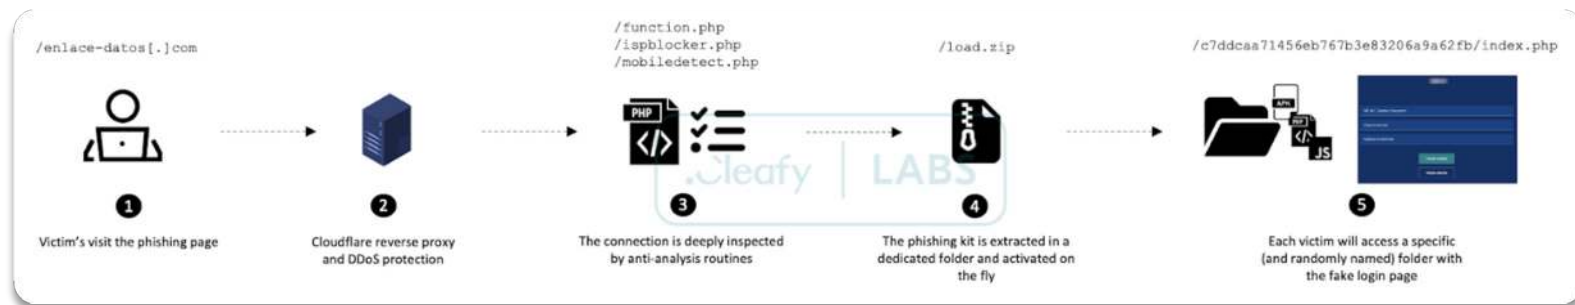 /enlace-datos[.]com
/function.php
/ispblocker.php
/mobiledetect.php
/load.zip
/c7ddcaa71456eb767b3e83206a9a62fb/index.php
PHP
</>
APK
PHP
</>
JS
.Cleafy | LABS
1
Victim's visit the phishing page
2
Cloudflare reverse proxy
and DDoS protection
3
The connection is deeply inspected
by anti-analysis routines
4
The phishing kit is extracted in a
dedicated folder and activated on
the fly
5
Each victim will access a specific
(and randomly named) folder with
the fake login page